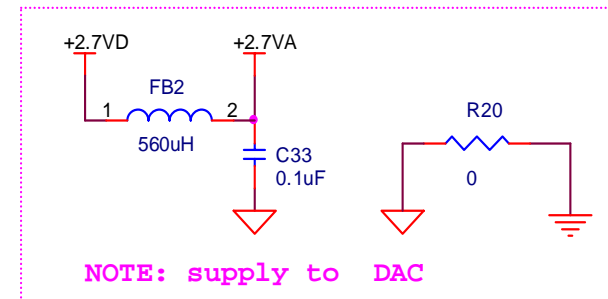 +2.7VD
+2.7VA
FB2
1
2
560uH
C33
0.1uF
R20
0
NOTE: supply to DAC